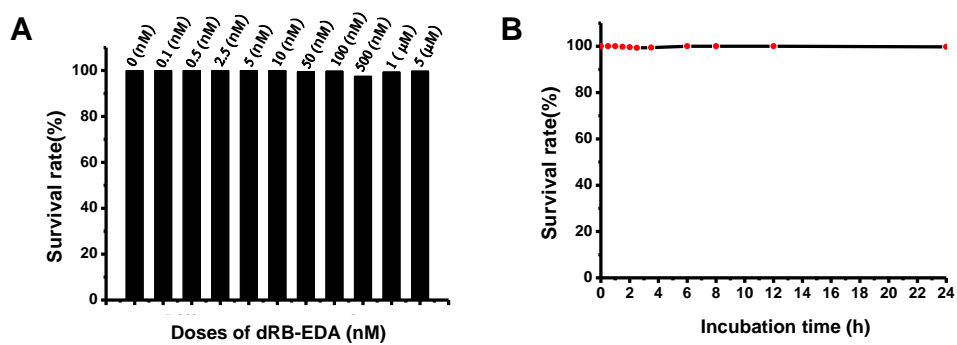 A
0 (nM) 0.1 (nM) 0.5 (nM) 2.5 (nM) 5 (nM) 10 (nM) 50 (nM) 100 (nM) 500 (nM) 1 (μM) 5 (μM)
100
80
60
40
20
0
Survival rate(%)
Doses of dRB-EDA (nM)
B
100
80
60
40
20
0
Survival rate(%)
0 2 4 6 8 10 12 14 16 18 20 22 24
Incubation time (h)